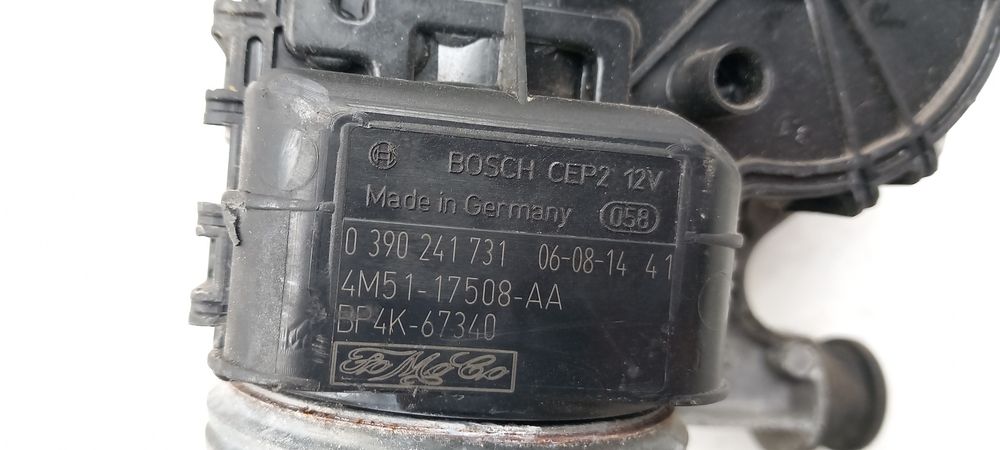 BOSCH CEP2 12V
Made in Germany 058
0 390 241 731 06-08-14 41
4M51-17508-AA
BP4K-67340
FoMoCo